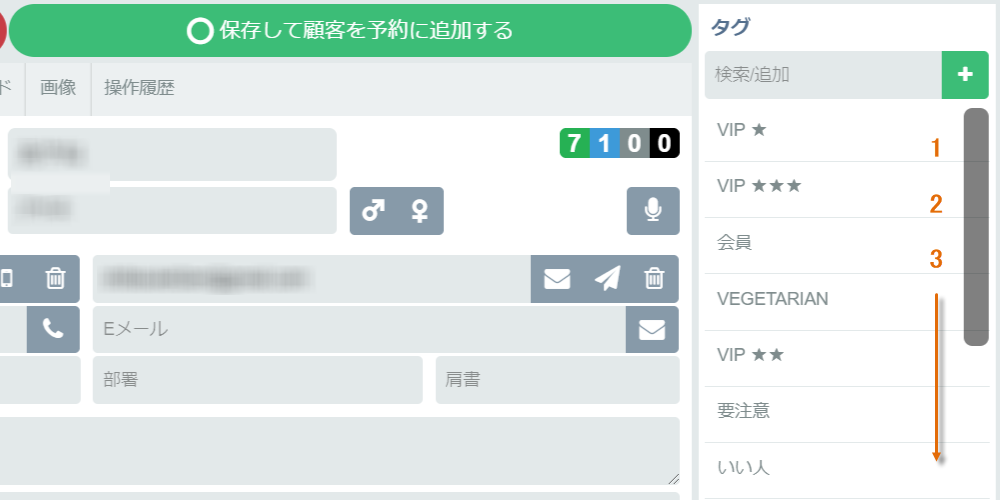 保存して顧客を予約に追加する
画像
操作履歴
7 1 0 0
Eメール
部署
肩書
タグ
検索/追加
VIP ★
1
VIP ★★★
2
会員
3
VEGETARIAN
VIP ★★
要注意
いい人